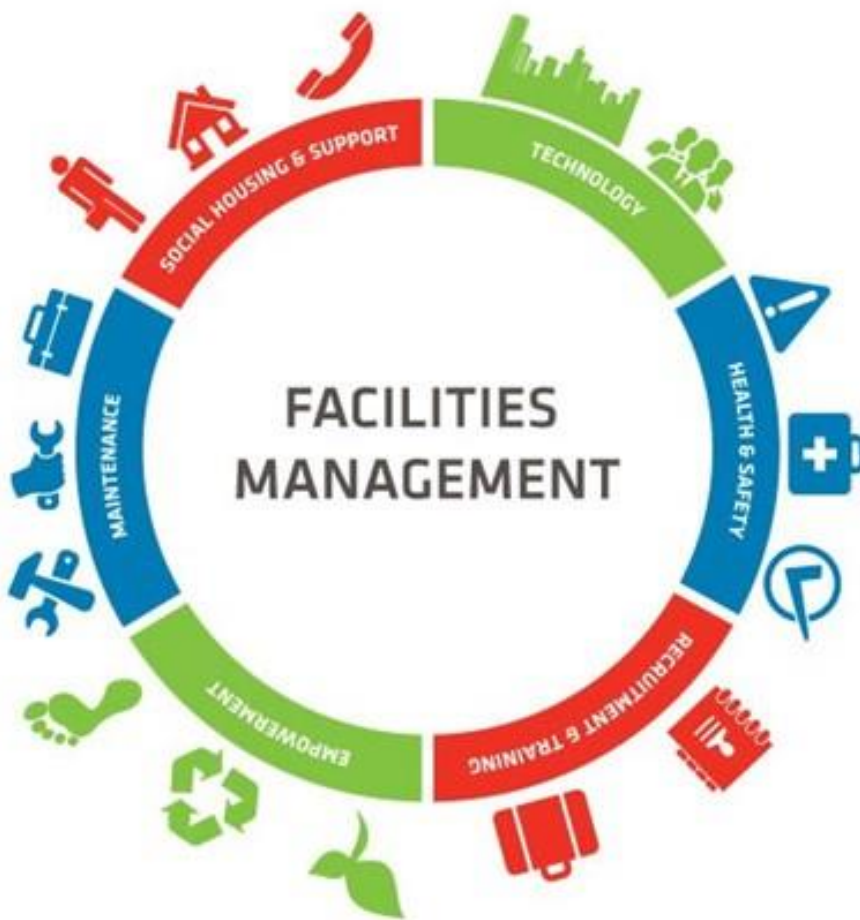 FACILITIES
MANAGEMENT
TECHNOLOGY
HEALTH & SAFETY
RECRUITMENT & TRAINING
EMPOWERMENT
MAINTENANCE
SOCIAL HOUSING & SUPPORT